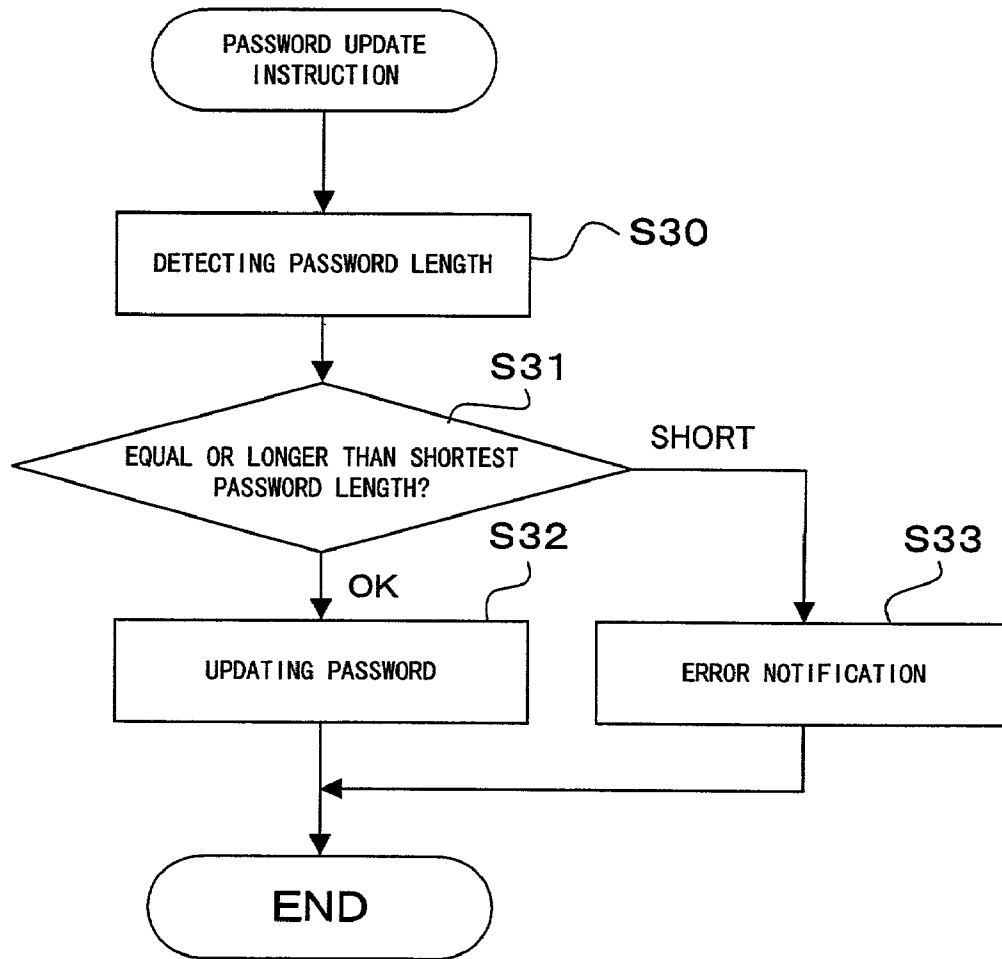 PASSWORD UPDATE
INSTRUCTION
S30
DETECTING PASSWORD LENGTH
S31
EQUAL OR LONGER THAN SHORTEST
PASSWORD LENGTH?
SHORT
S32
OK
S33
UPDATING PASSWORD
ERROR NOTIFICATION
END